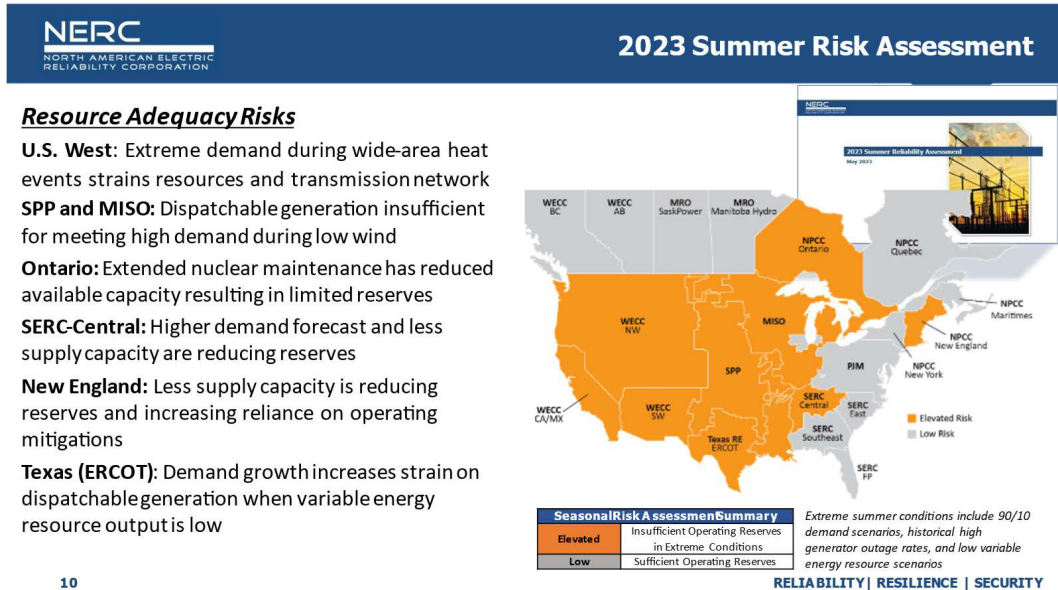 NERC
NORTH AMERICAN ELECTRIC
RELIABILITY CORPORATION
2023 Summer Risk Assessment
Resource Adequacy Risks
U.S. West: Extreme demand during wide-area heat
events strains resources and transmission network
SPP and MISO: Dispatchable generation insufficient
for meeting high demand during low wind
Ontario: Extended nuclear maintenance has reduced
available capacity resulting in limited reserves
SERC-Central: Higher demand forecast and less
supply capacity are reducing reserves
New England: Less supply capacity is reducing
reserves and increasing reliance on operating
mitigations
Texas (ERCOT): Demand growth increases strain on
dispatchable generation when variable energy
resource output is low
NERC
2023 Summer Reliability Assessment
May 2023
WECC
BC
WECC
AB
MRO
SaskPower
MRO
Manitoba Hydro
NPCC
Ontario
NPCC
Quebec
NPCC
Maritimes
NPCC
New England
NPCC
New York
WECC
NW
MISO
SPP
PJM
WECC
CA/MX
WECC
SW
SERC
Central
SERC
East
Texas RE
ERCOT
SERC
Southeast
SERC
FP
Elevated Risk
Low Risk
Seasonal Risk Assessment Summary
Elevated
Insufficient Operating Reserves
in Extreme Conditions
Low
Sufficient Operating Reserves
Extreme summer conditions include 90/10
demand scenarios, historical high
generator outage rates, and low variable
energy resource scenarios
10
RELIABILITY | RESILIENCE | SECURITY